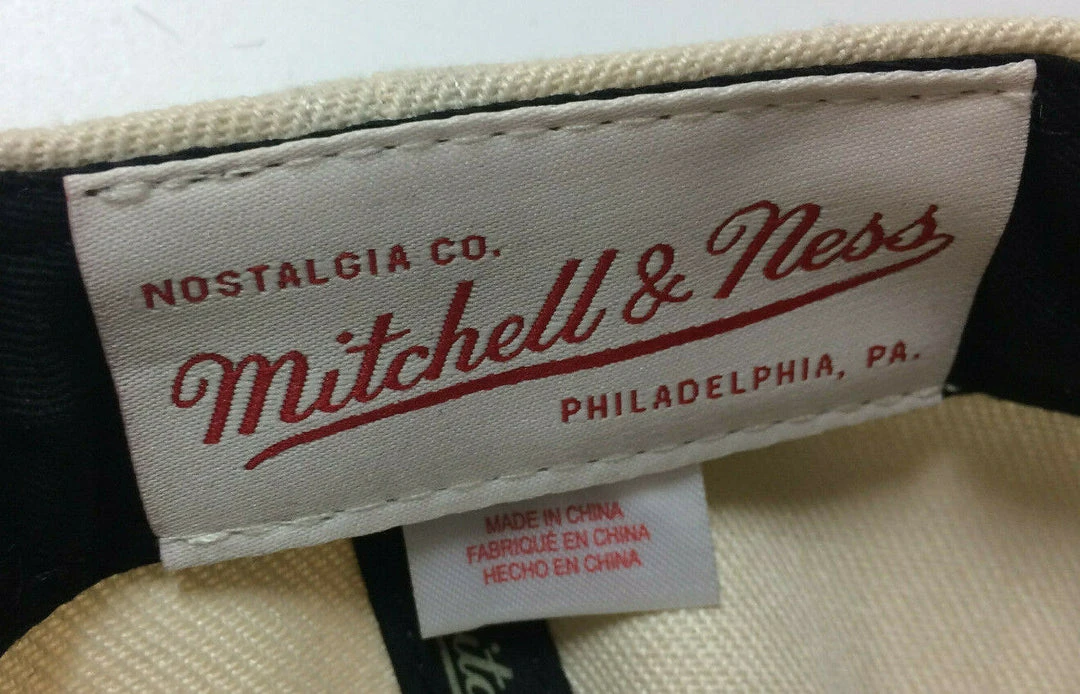 NOSTALGIA CO.
Mitchell & Ness
PHILADELPHIA, PA.
MADE IN CHINA
FABRIQUÉ EN CHINA
HECHO EN CHINA